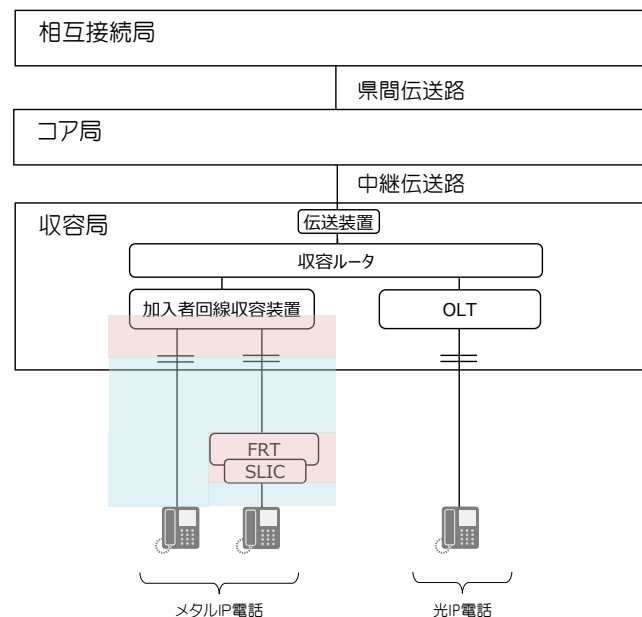 相互接続局
県間伝送路
コア局
中継伝送路
収容局
伝送装置
収容ルータ
加入者回線収容装置
OLT
FRT
SLIC
メタルIP電話
光IP電話